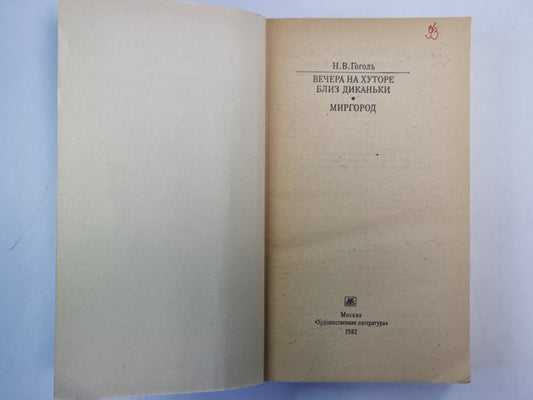 Н. В. Гоголь
ВЕЧЕРА НА ХУТОРЕ
БЛИЗ ДИКАНЬКИ
•
МИРГОРОД
Москва
«Художественная литература»
1982